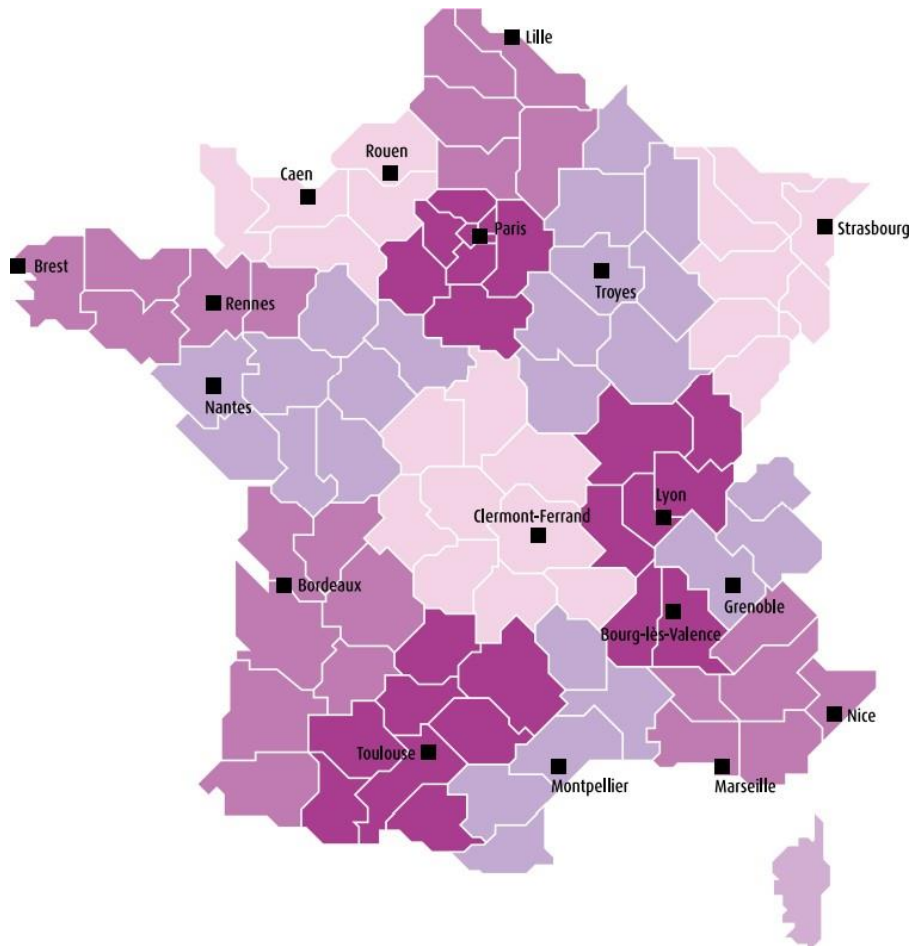 Lille
Rouen
Caen
Paris
Strasbourg
Brest
Troyes
Rennes
Nantes
Lyon
Clermont-Ferrand
Bordeaux
Grenoble
Bourg-lès-Valence
Nice
Toulouse
Montpellier
Marseille